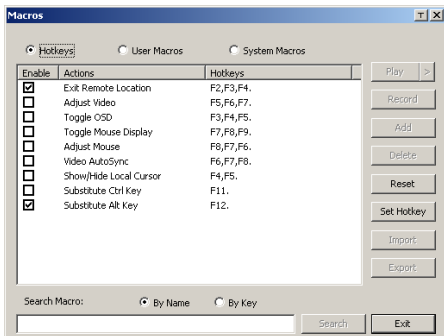 Macros
Hotkeys User Macros System Macros
Enable Actions Hotkeys
Exit Remote Location F2,F3,F4.
Adjust Video F5,F6,F7.
Toggle OSD F3,F4,F5.
Toggle Mouse Display F7,F8,F9.
Adjust Mouse F8,F7,F6.
Video AutoSync F6,F7,F8.
Show/Hide Local Cursor F4,F5.
Substitute Ctrl Key F11.
Substitute Alt Key F12.
Play >
Record
Add
Delete
Reset
Set Hotkey
Import
Export
Search Macro: By Name By Key
Search Exit